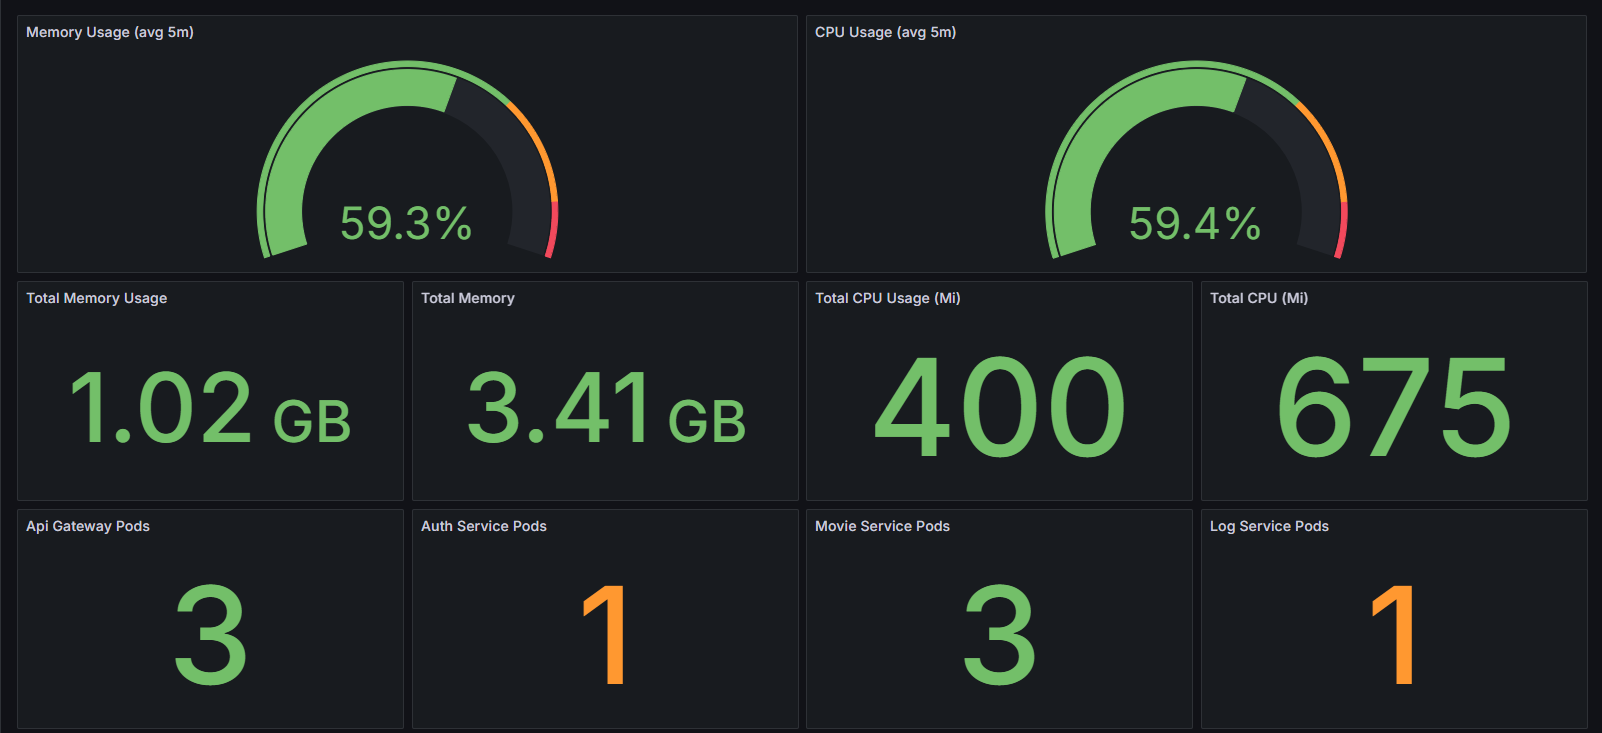 Memory Usage (avg 5m)
59.3%
CPU Usage (avg 5m)
59.4%
Total Memory Usage
1.02 GB
Total Memory
3.41 GB
Total CPU Usage (Mi)
400
Total CPU (Mi)
675
Api Gateway Pods
3
Auth Service Pods
1
Movie Service Pods
3
Log Service Pods
1